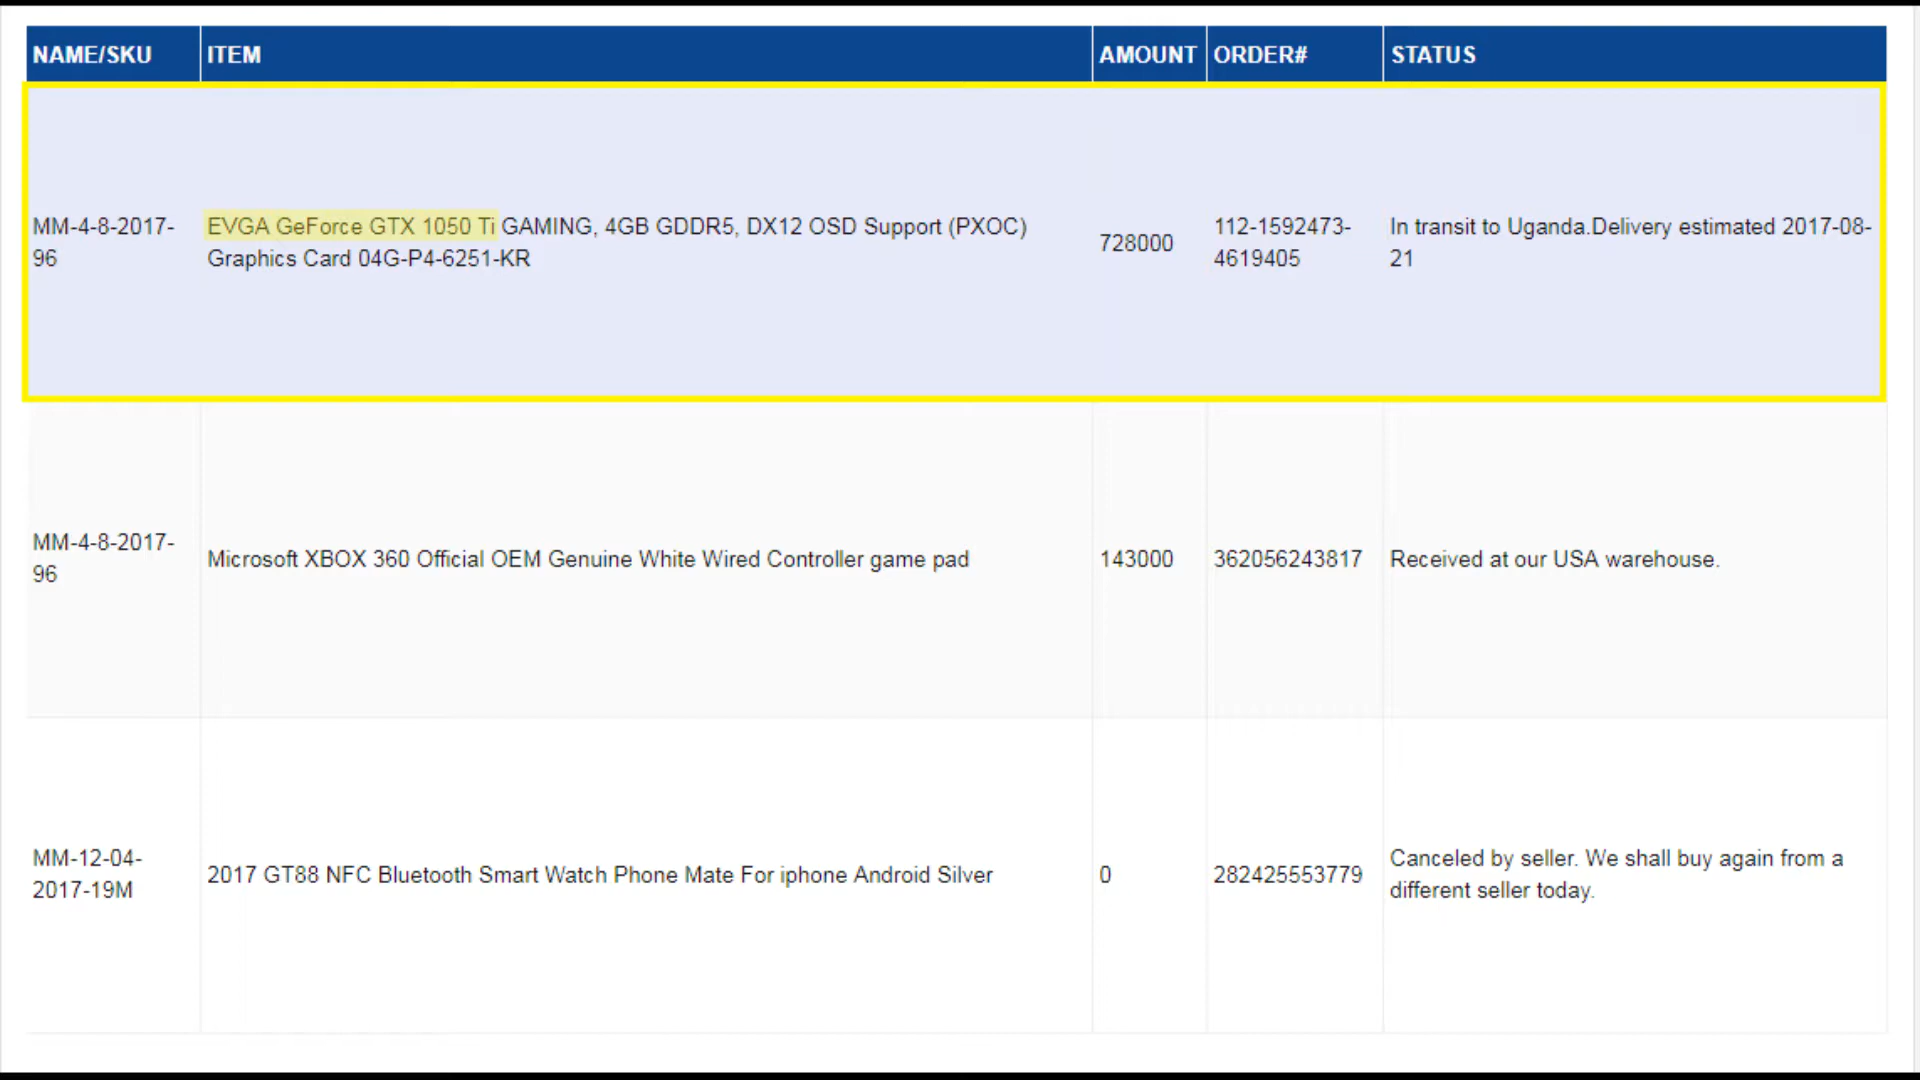 NAME/SKU ITEM AMOUNT ORDER# STATUS
MM-4-8-2017-
96
EVGA GeForce GTX 1050 Ti GAMING, 4GB GDDR5, DX12 OSD Support (PXOC)
Graphics Card 04G-P4-6251-KR
728000
112-1592473-
4619405
In transit to Uganda.Delivery estimated 2017-08-
21
MM-4-8-2017-
96
Microsoft XBOX 360 Official OEM Genuine White Wired Controller game pad
143000
362056243817
Received at our USA warehouse.
MM-12-04-
2017-19M
2017 GT88 NFC Bluetooth Smart Watch Phone Mate For iphone Android Silver
0
282425553779
Canceled by seller. We shall buy again from a
different seller today.